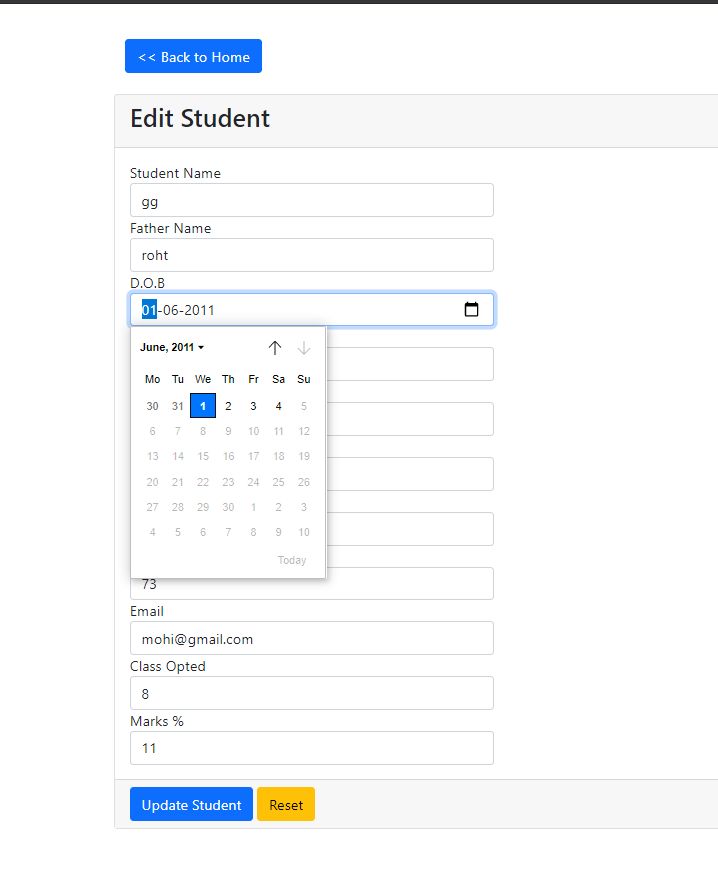 << Back to Home
Edit Student
Student Name
gg
Father Name
roht
D.O.B
01-06-2011
June, 2011
Mo Tu We Th Fr Sa Su
30 31 1 2 3 4 5
6 7 8 9 10 11 12
13 14 15 16 17 18 19
20 21 22 23 24 25 26
27 28 29 30 1 2 3
4 5 6 7 8 9 10
Today
73
Email
mohi@gmail.com
Class Opted
8
Marks %
11
Update Student Reset